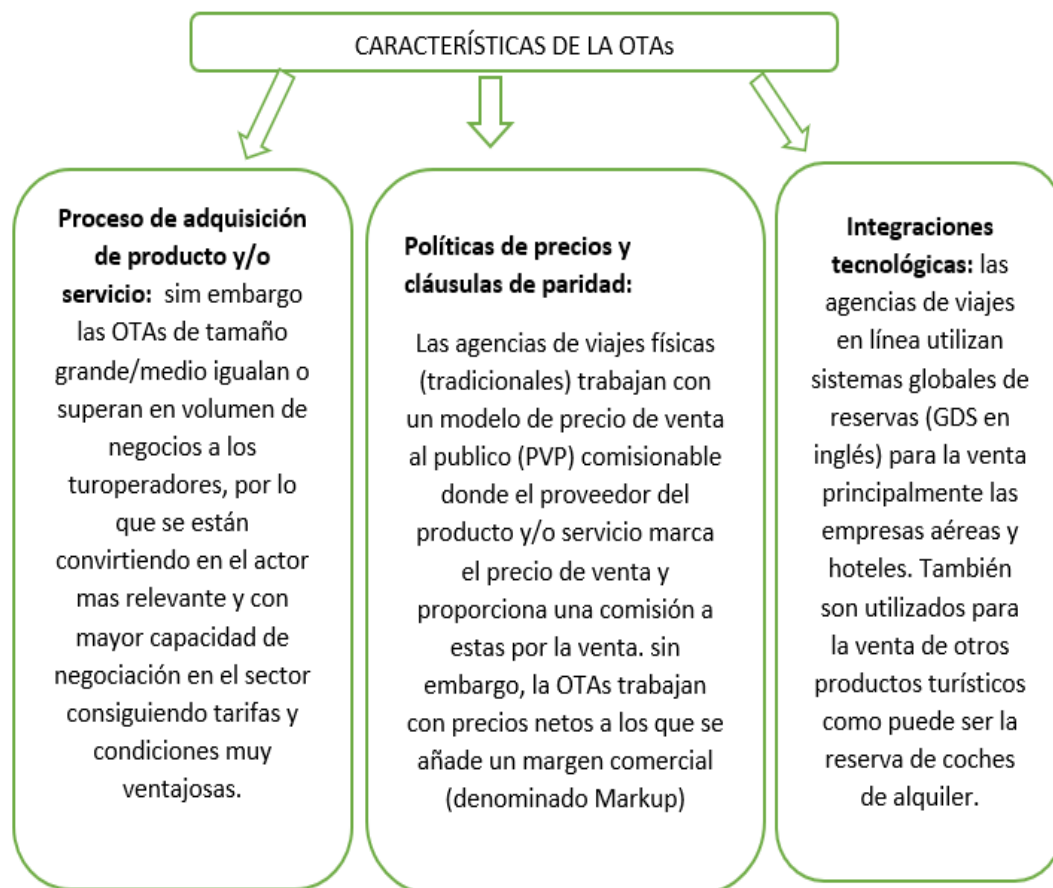 CARACTERÍSTICAS DE LA OTAs
Proceso de adquisición
de producto y/o
servicio: sim embargo
las OTAs de tamaño
grande/medio igualan o
superan en volumen de
negocios a los
turoperadores, por lo
que se están
convirtiendo en el actor
mas relevante y con
mayor capacidad de
negociación en el sector
consiguiendo tarifas y
condiciones muy
ventajosas.
Políticas de precios y
cláusulas de paridad:
Las agencias de viajes físicas
(tradicionales) trabajan con
un modelo de precio de venta
al publico (PVP) comisionable
donde el proveedor del
producto y/o servicio marca
el precio de venta y
proporciona una comisión a
estas por la venta. sin
embargo, la OTAs trabajan
con precios netos a los que se
añade un margen comercial
(denominado Markup)
Integraciones
tecnológicas: las
agencias de viajes
en línea utilizan
sistemas globales de
reservas (GDS en
inglés) para la venta
principalmente las
empresas aéreas y
hoteles. También
son utilizados para
la venta de otros
productos turísticos
como puede ser la
reserva de coches
de alquiler.